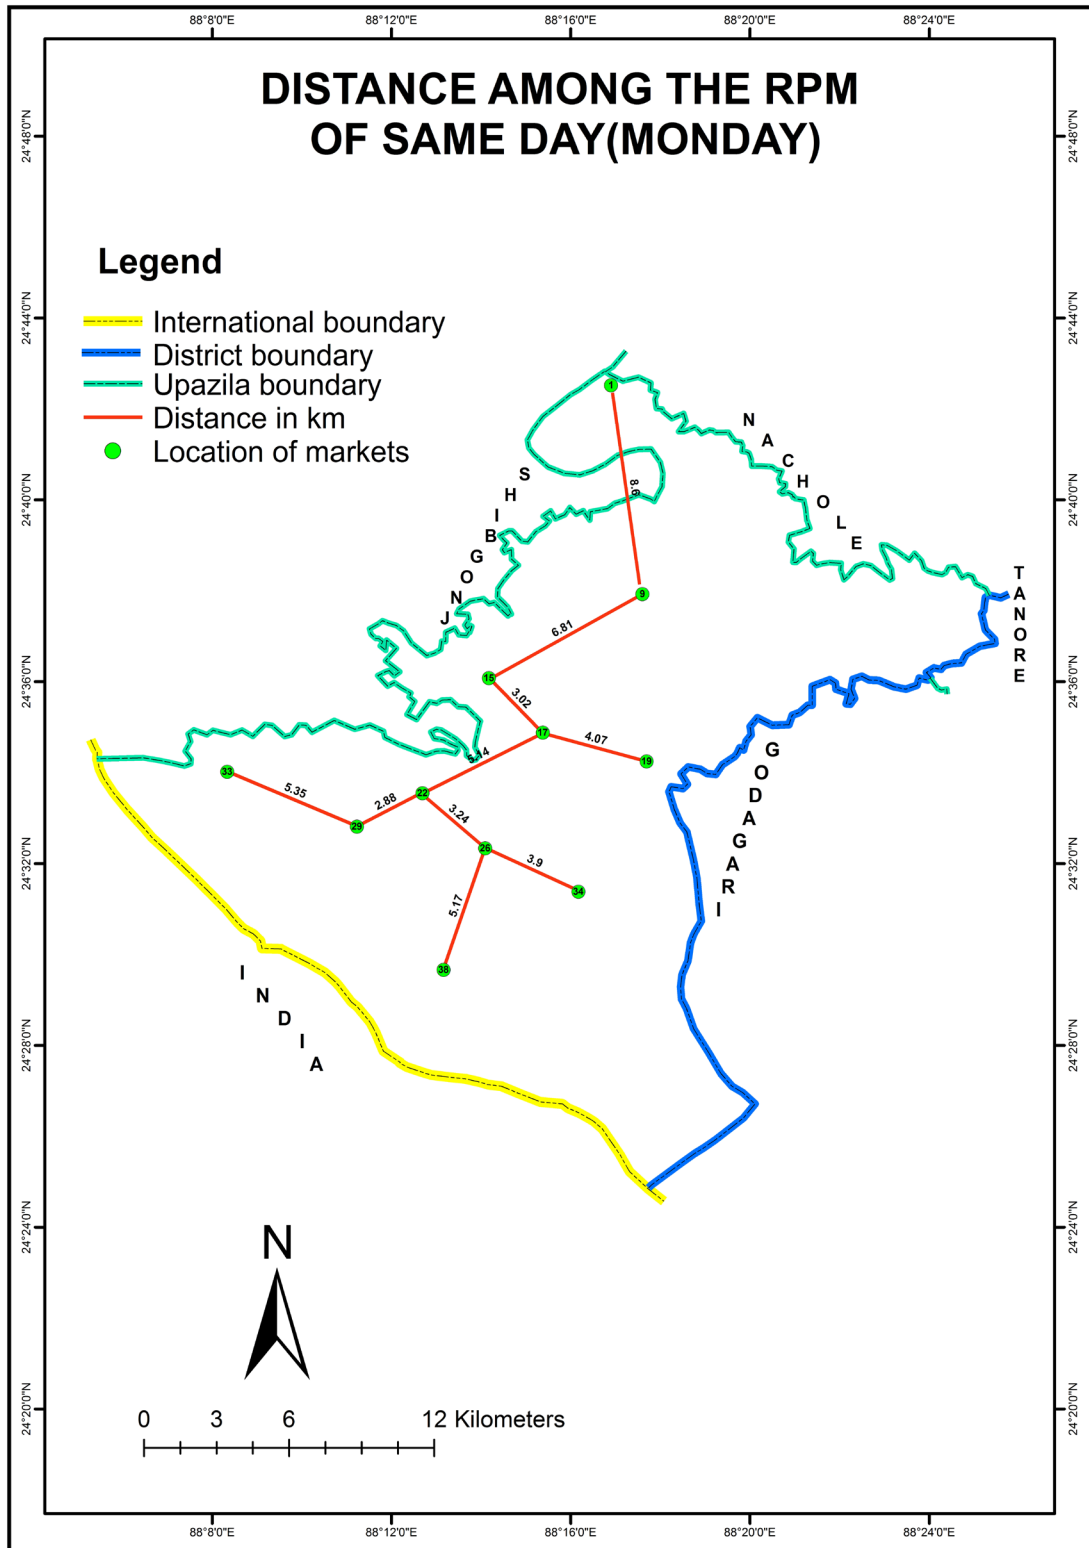 88°8'0"E 88°12'0"E 88°16'0"E 88°20'0"E 88°24'0"E
DISTANCE AMONG THE RPM
OF SAME DAY(MONDAY)
24°48'0"N 24°48'0"N
Legend
International boundary
District boundary
Upazila boundary
Distance in km
Location of markets
24°44'0"N 24°44'0"N
1
NACHOLE
SHIBGONJ
8.6
24°40'0"N 24°40'0"N
TANORE
9
6.81
15
24°36'0"N 24°36'0"N
3.02
17
4.07
19
5.14
GODAGARI
33
5.35
2.88
22
29
3.24
26
24°32'0"N 24°32'0"N
3.9
34
5.17
38
INDIA
24°28'0"N 24°28'0"N
24°24'0"N 24°24'0"N
N
24°20'0"N 24°20'0"N
0 3 6 12 Kilometers
88°8'0"E 88°12'0"E 88°16'0"E 88°20'0"E 88°24'0"E